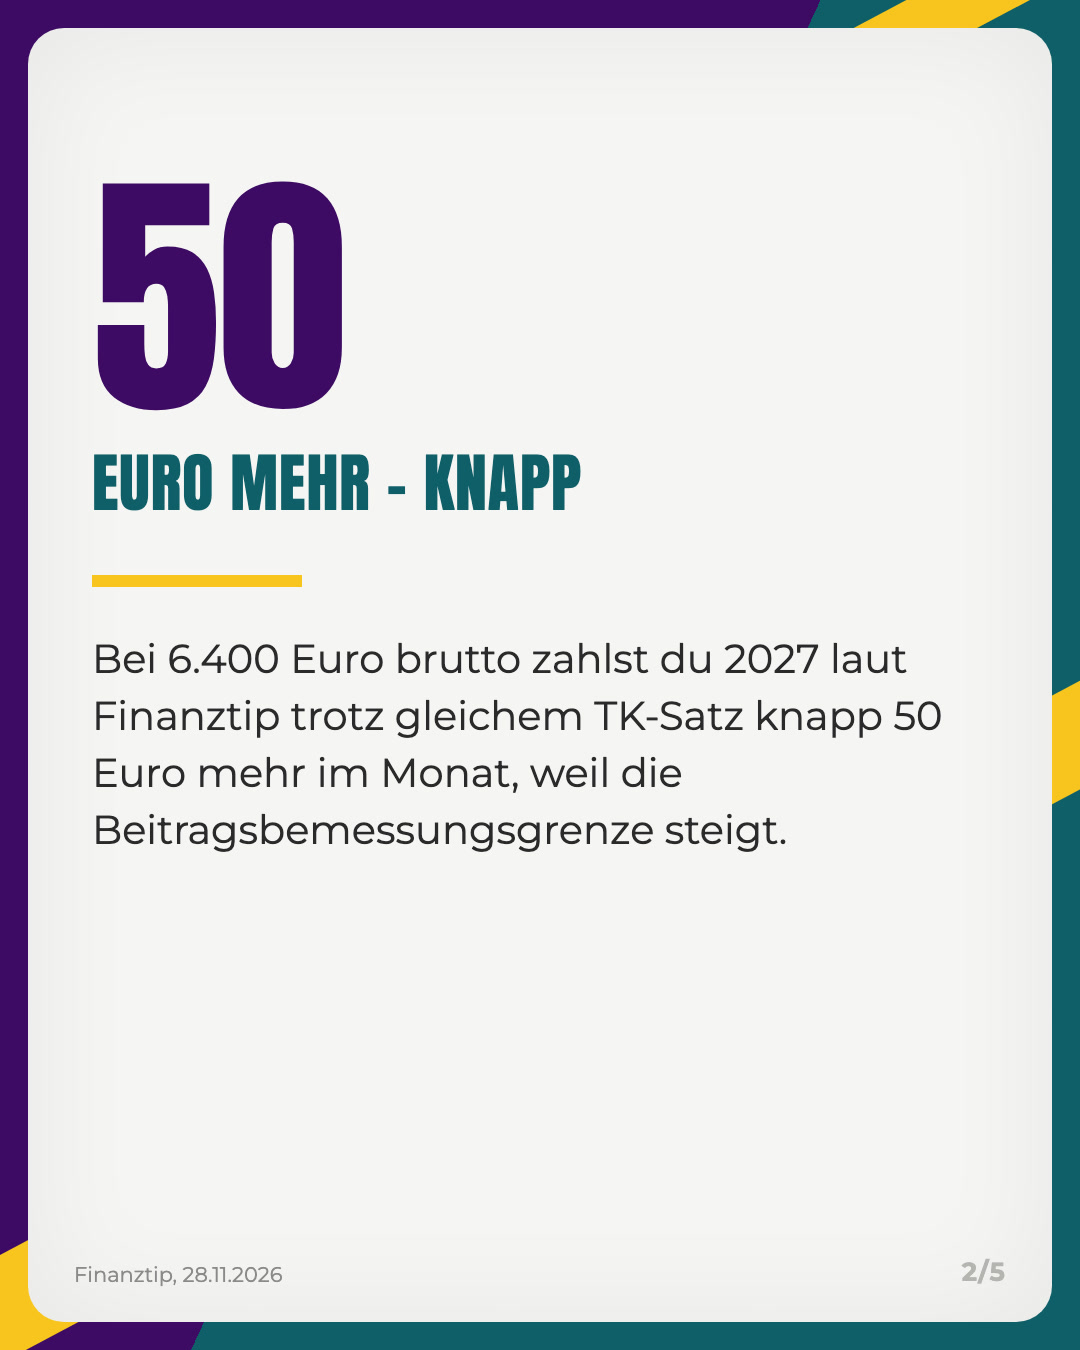 50
EURO MEHR – KNAPP
Bei 6.400 Euro brutto zahlst du 2027 laut
Finanztip trotz gleichem TK-Satz knapp 50
Euro mehr im Monat, weil die
Beitragsbemessungsgrenze steigt.
Finanztip, 28.11.2026
2/5